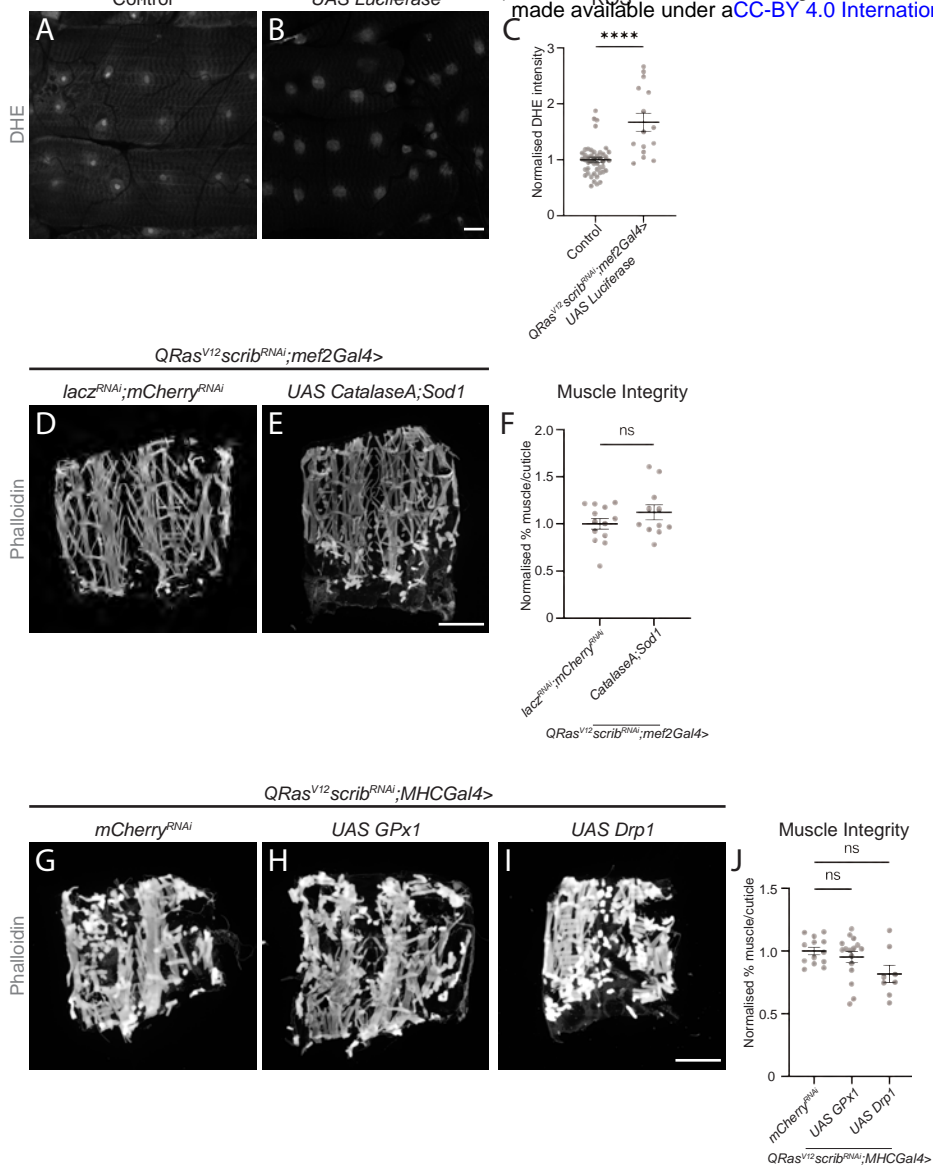 made available under aCC-BY 4.0 Internation
Control
UAS Luciferase
A
B
C
DHE
Normalised DHE intensity
****
3
2
1
0
Control
QRasV12scribRNAi;mef2Gal4>
UAS Luciferase
QRasV12scribRNAi;mef2Gal4>
laczRNAi;mCherryRNAi
UAS CatalaseA;Sod1
Muscle Integrity
D
E
F
Phalloidin
Normalised % muscle/cuticle
ns
2.0
1.5
1.0
0.5
0
laczRNAi;mCherryRNAi
CatalaseA;Sod1
QRasV12scribRNAi;mef2Gal4>
QRasV12scribRNAi;MHCGal4>
mCherryRNAi
UAS GPx1
UAS Drp1
Muscle Integrity
G
H
I
J
Phalloidin
Normalised % muscle/cuticle
ns
ns
1.5
1.0
0.5
0
mCherryRNAi
UAS GPx1
UAS Drp1
QRasV12scribRNAi;MHCGal4>